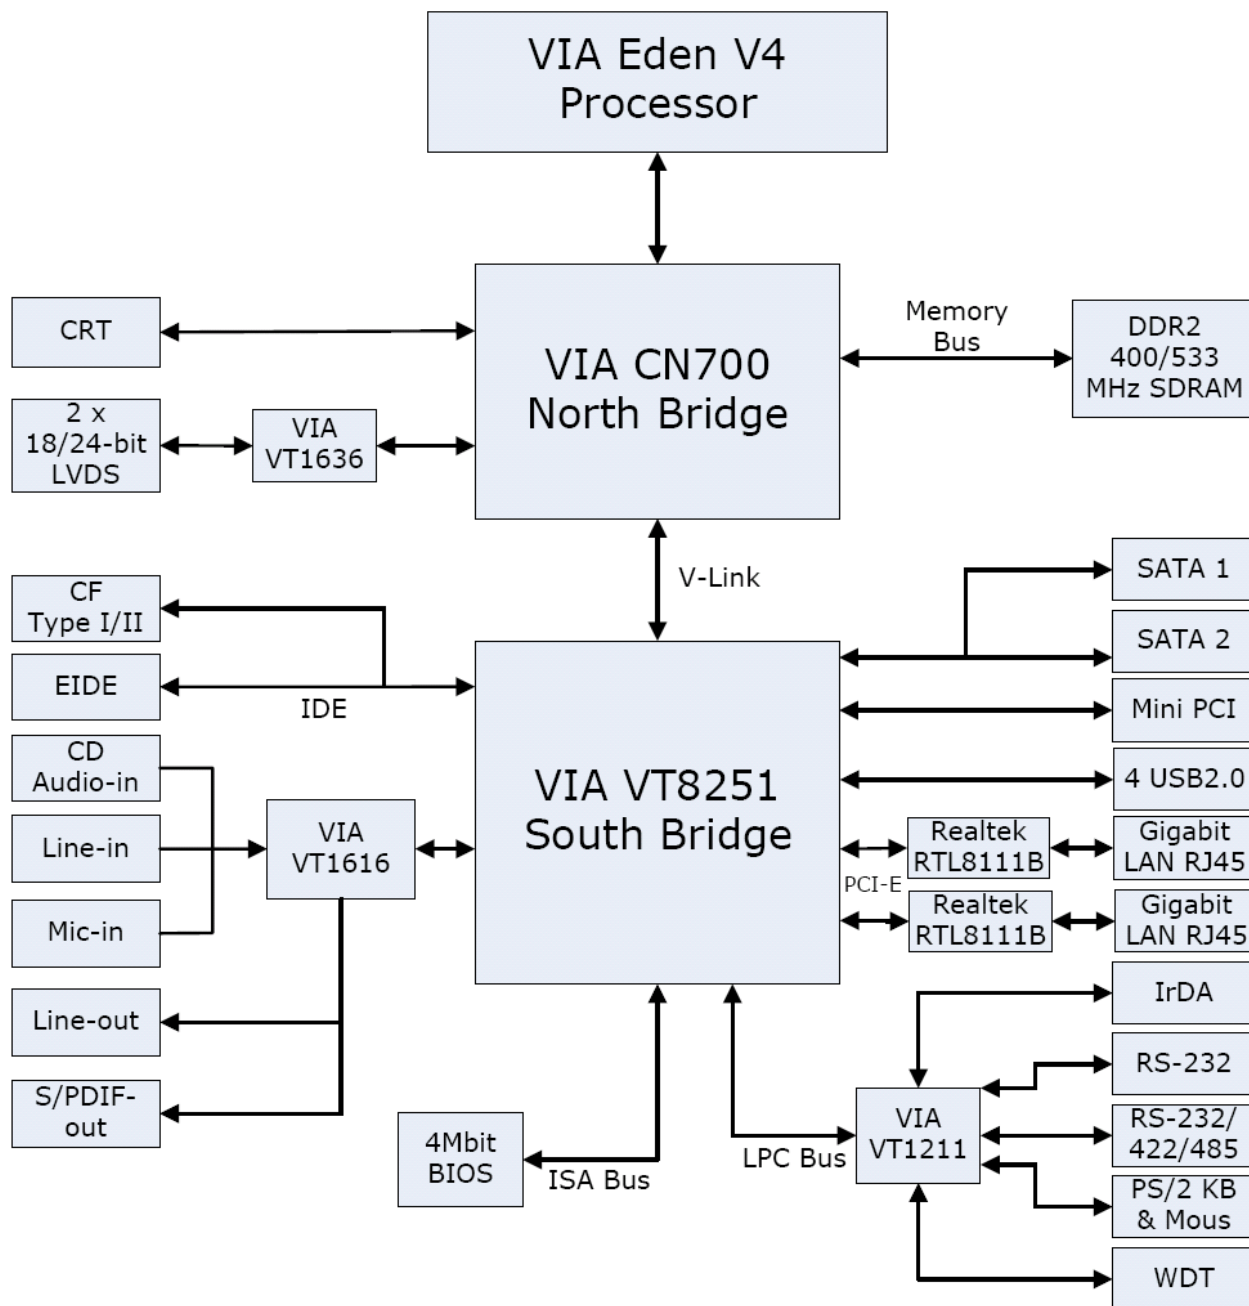 VIA Eden V4
Processor
CRT
VIA CN700
North Bridge
Memory
Bus
DDR2
400/533
MHz SDRAM
2 x
18/24-bit
LVDS
VIA
VT1636
V-Link
CF
Type I/II
EIDE
IDE
CD
Audio-in
Line-in
Mic-in
VIA
VT1616
Line-out
S/PDIF-
out
VIA VT8251
South Bridge
SATA 1
SATA 2
Mini PCI
4 USB2.0
Realtek
RTL8111B
Gigabit
LAN RJ45
PCI-E
Realtek
RTL8111B
Gigabit
LAN RJ45
4Mbit
BIOS
ISA Bus
LPC Bus
VIA
VT1211
IrDA
RS-232
RS-232/
422/485
PS/2 KB
& Mous
WDT